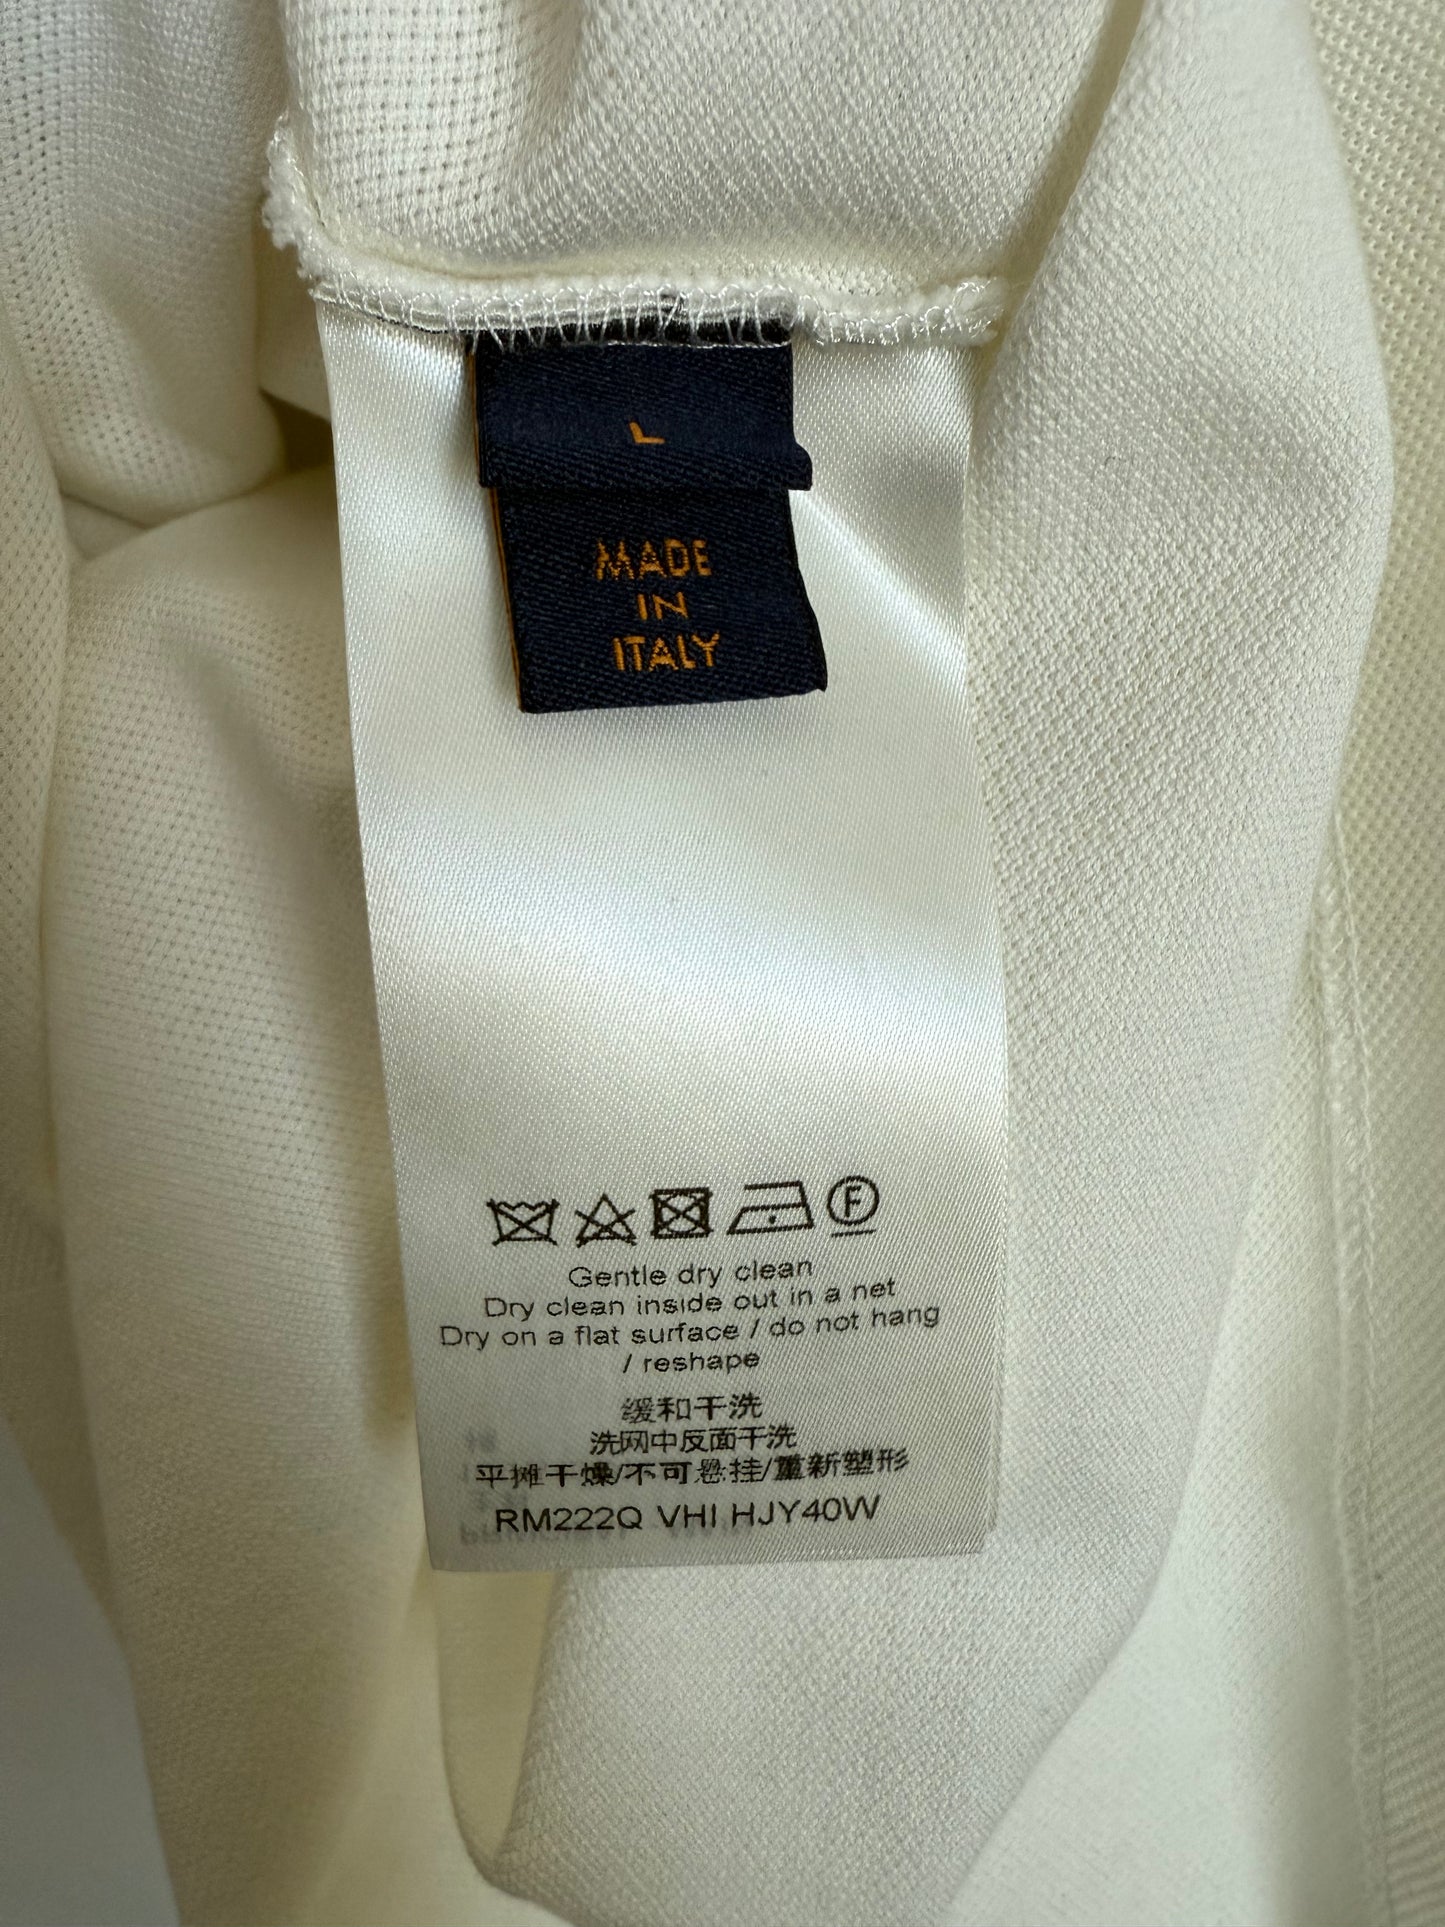 L
MADE
IN
ITALY
F
Gentle dry clean
Dry clean inside out in a net
Dry on a flat surface / do not hang
/ reshape
缓和干洗
洗网中反面干洗
平摊干燥/不可悬挂/重新塑形
RM222Q VHI HJY40W